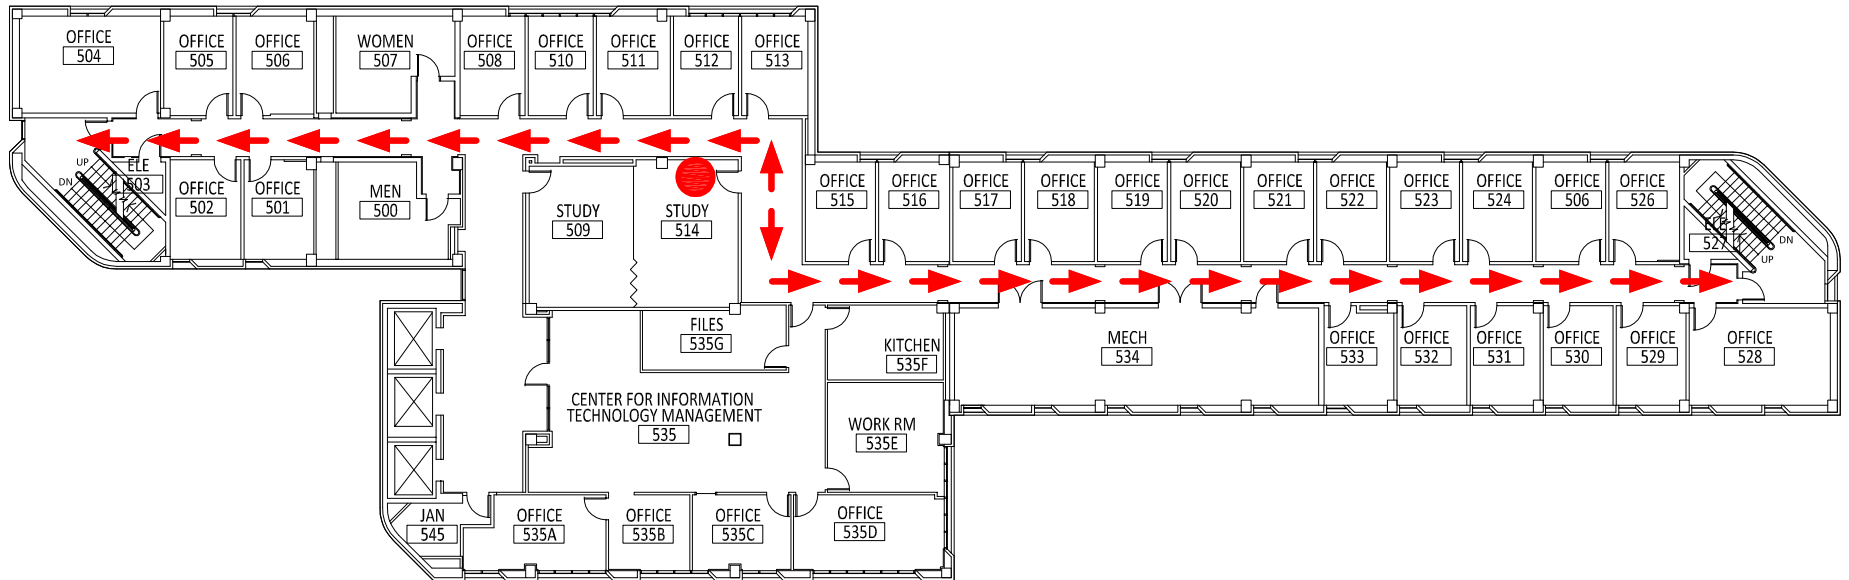 OFFICE
504
OFFICE
505
OFFICE
506
WOMEN
507
OFFICE
508
OFFICE
510
OFFICE
511
OFFICE
512
OFFICE
513
UP
DN
ELE
503
OFFICE
502
OFFICE
501
MEN
500
STUDY
509
STUDY
514
OFFICE
515
OFFICE
516
OFFICE
517
OFFICE
518
OFFICE
519
OFFICE
520
OFFICE
521
OFFICE
522
OFFICE
523
OFFICE
524
OFFICE
506
OFFICE
526
ELE
527
DN
UP
FILES
535G
KITCHEN
535F
MECH
534
OFFICE
533
OFFICE
532
OFFICE
531
OFFICE
530
OFFICE
529
OFFICE
528
CENTER FOR INFORMATION
TECHNOLOGY MANAGEMENT
535
WORK RM
535E
JAN
545
OFFICE
535A
OFFICE
535B
OFFICE
535C
OFFICE
535D